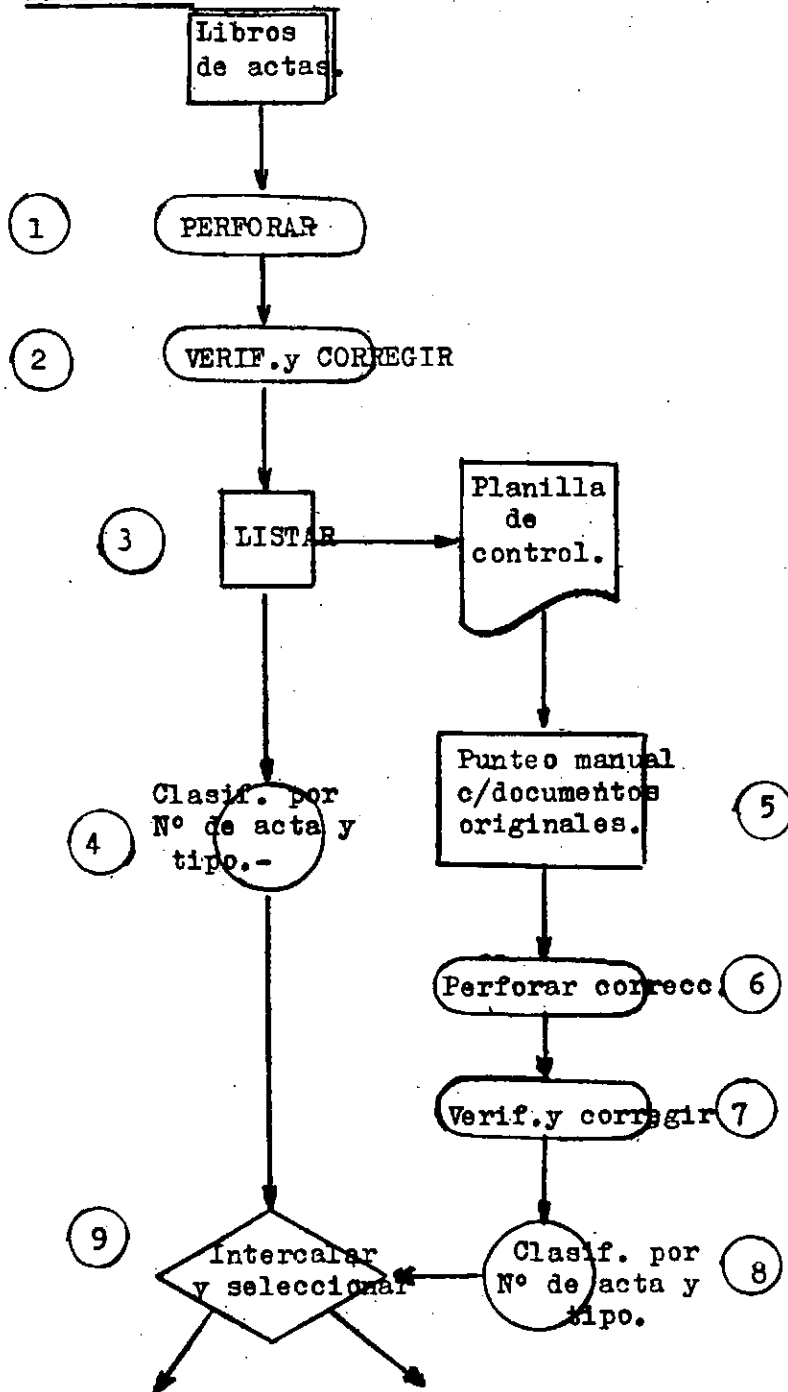 Libros
de actas.
1
PERFORAR
2
VERIF.y CORREGIR
3
LISTAR
Planilla
de
control.
4
Clasif. por
Nº de acta y
tipo.-
Punteo manual
c/documentos
originales.
5
Perforar correcc.
6
Verif.y corregir
7
9
Intercalar
y seleccionar
Clasif. por
Nº de acta y
tipo.
8